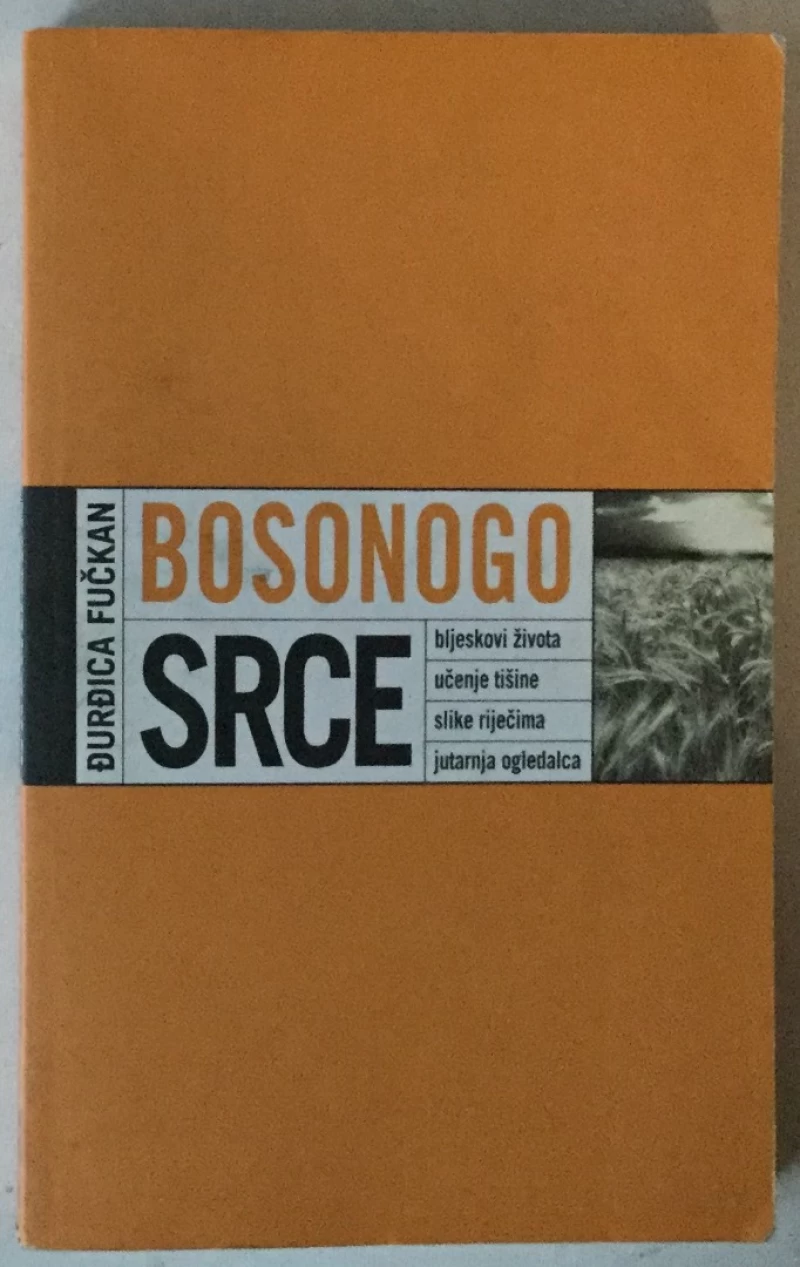 ĐURĐICA FUČKAN
BOSONOGO
SRCE
bljeskovi života
učenje tišine
slike riječima
jutarnja ogledalca